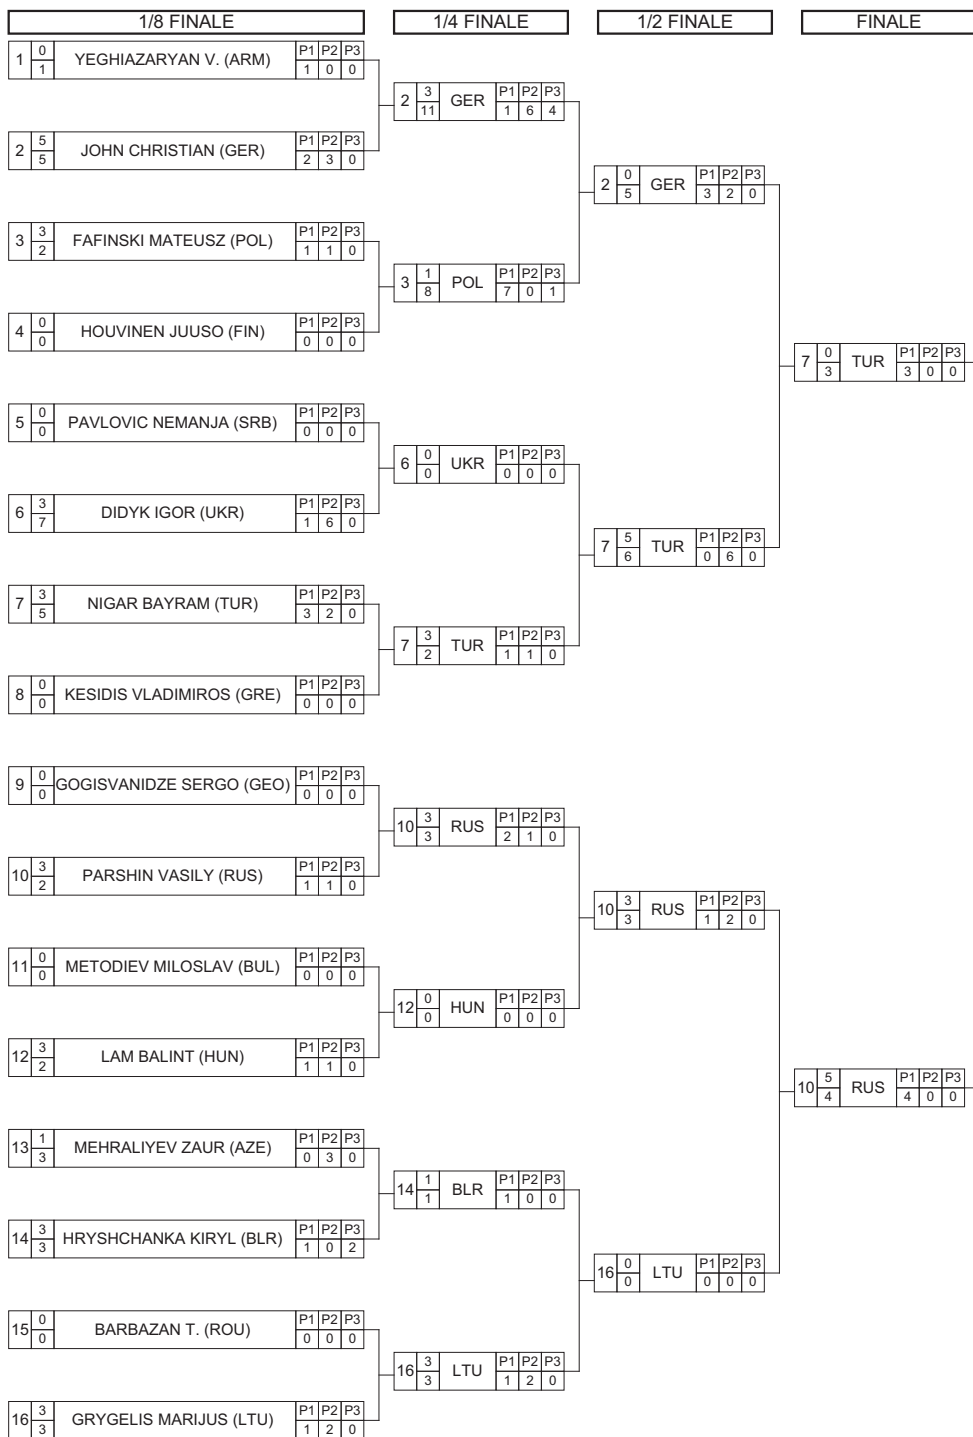 1/8 FINALE 1/4 FINALE 1/2 FINALE FINALE
1 0 1 YEGHIAZARYAN V. (ARM) P1 P2 P3 1 0 0
2 3 11 GER P1 P2 P3 1 6 4
2 5 5 JOHN CHRISTIAN (GER) P1 P2 P3 2 3 0
2 0 5 GER P1 P2 P3 3 2 0
3 3 2 FAFINSKI MATEUSZ (POL) P1 P2 P3 1 1 0
3 1 8 POL P1 P2 P3 7 0 1
4 0 0 HOUVINEN JUUSO (FIN) P1 P2 P3 0 0 0
7 0 3 TUR P1 P2 P3 3 0 0
5 0 0 PAVLOVIC NEMANJA (SRB) P1 P2 P3 0 0 0
6 0 0 UKR P1 P2 P3 0 0 0
6 3 7 DIDYK IGOR (UKR) P1 P2 P3 1 6 0
7 5 6 TUR P1 P2 P3 0 6 0
7 3 5 NIGAR BAYRAM (TUR) P1 P2 P3 3 2 0
7 3 2 TUR P1 P2 P3 1 1 0
8 0 0 KESIDIS VLADIMIROS (GRE) P1 P2 P3 0 0 0
9 0 0 GOGISVANIDZE SERGO (GEO) P1 P2 P3 0 0 0
10 3 3 RUS P1 P2 P3 2 1 0
10 3 2 PARSHIN VASILY (RUS) P1 P2 P3 1 1 0
10 3 3 RUS P1 P2 P3 1 2 0
11 0 0 METODIEV MILOSLAV (BUL) P1 P2 P3 0 0 0
12 0 0 HUN P1 P2 P3 0 0 0
12 3 2 LAM BALINT (HUN) P1 P2 P3 1 1 0
10 5 4 RUS P1 P2 P3 4 0 0
13 1 3 MEHRALIYEV ZAUR (AZE) P1 P2 P3 0 3 0
14 1 1 BLR P1 P2 P3 1 0 0
14 3 3 HRYSHCHANKA KIRYL (BLR) P1 P2 P3 1 0 2
16 0 0 LTU P1 P2 P3 0 0 0
15 0 0 BARBAZAN T. (ROU) P1 P2 P3 0 0 0
16 3 3 LTU P1 P2 P3 1 2 0
16 3 3 GRYGELIS MARIJUS (LTU) P1 P2 P3 1 2 0